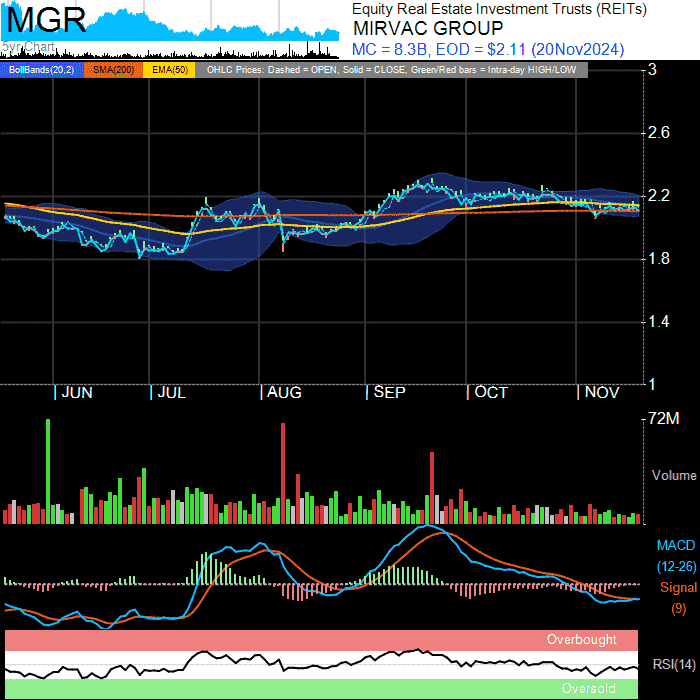 MGR
5yr Chart
Equity Real Estate Investment Trusts (REITs)
MIRVAC GROUP
MC = 8.3B, EOD = $2.11 (20Nov2024)
BollBands(20,2) SMA(200) EMA(50) OHLC Prices: Dashed = OPEN, Solid = CLOSE, Green/Red bars = Intra-day HIGH/LOW
3
2.6
2.2
1.8
1.4
1
JUN JUL AUG SEP OCT NOV
72M
Volume
MACD
(12-26)
Signal
(9)
Overbought
RSI(14)
Oversold